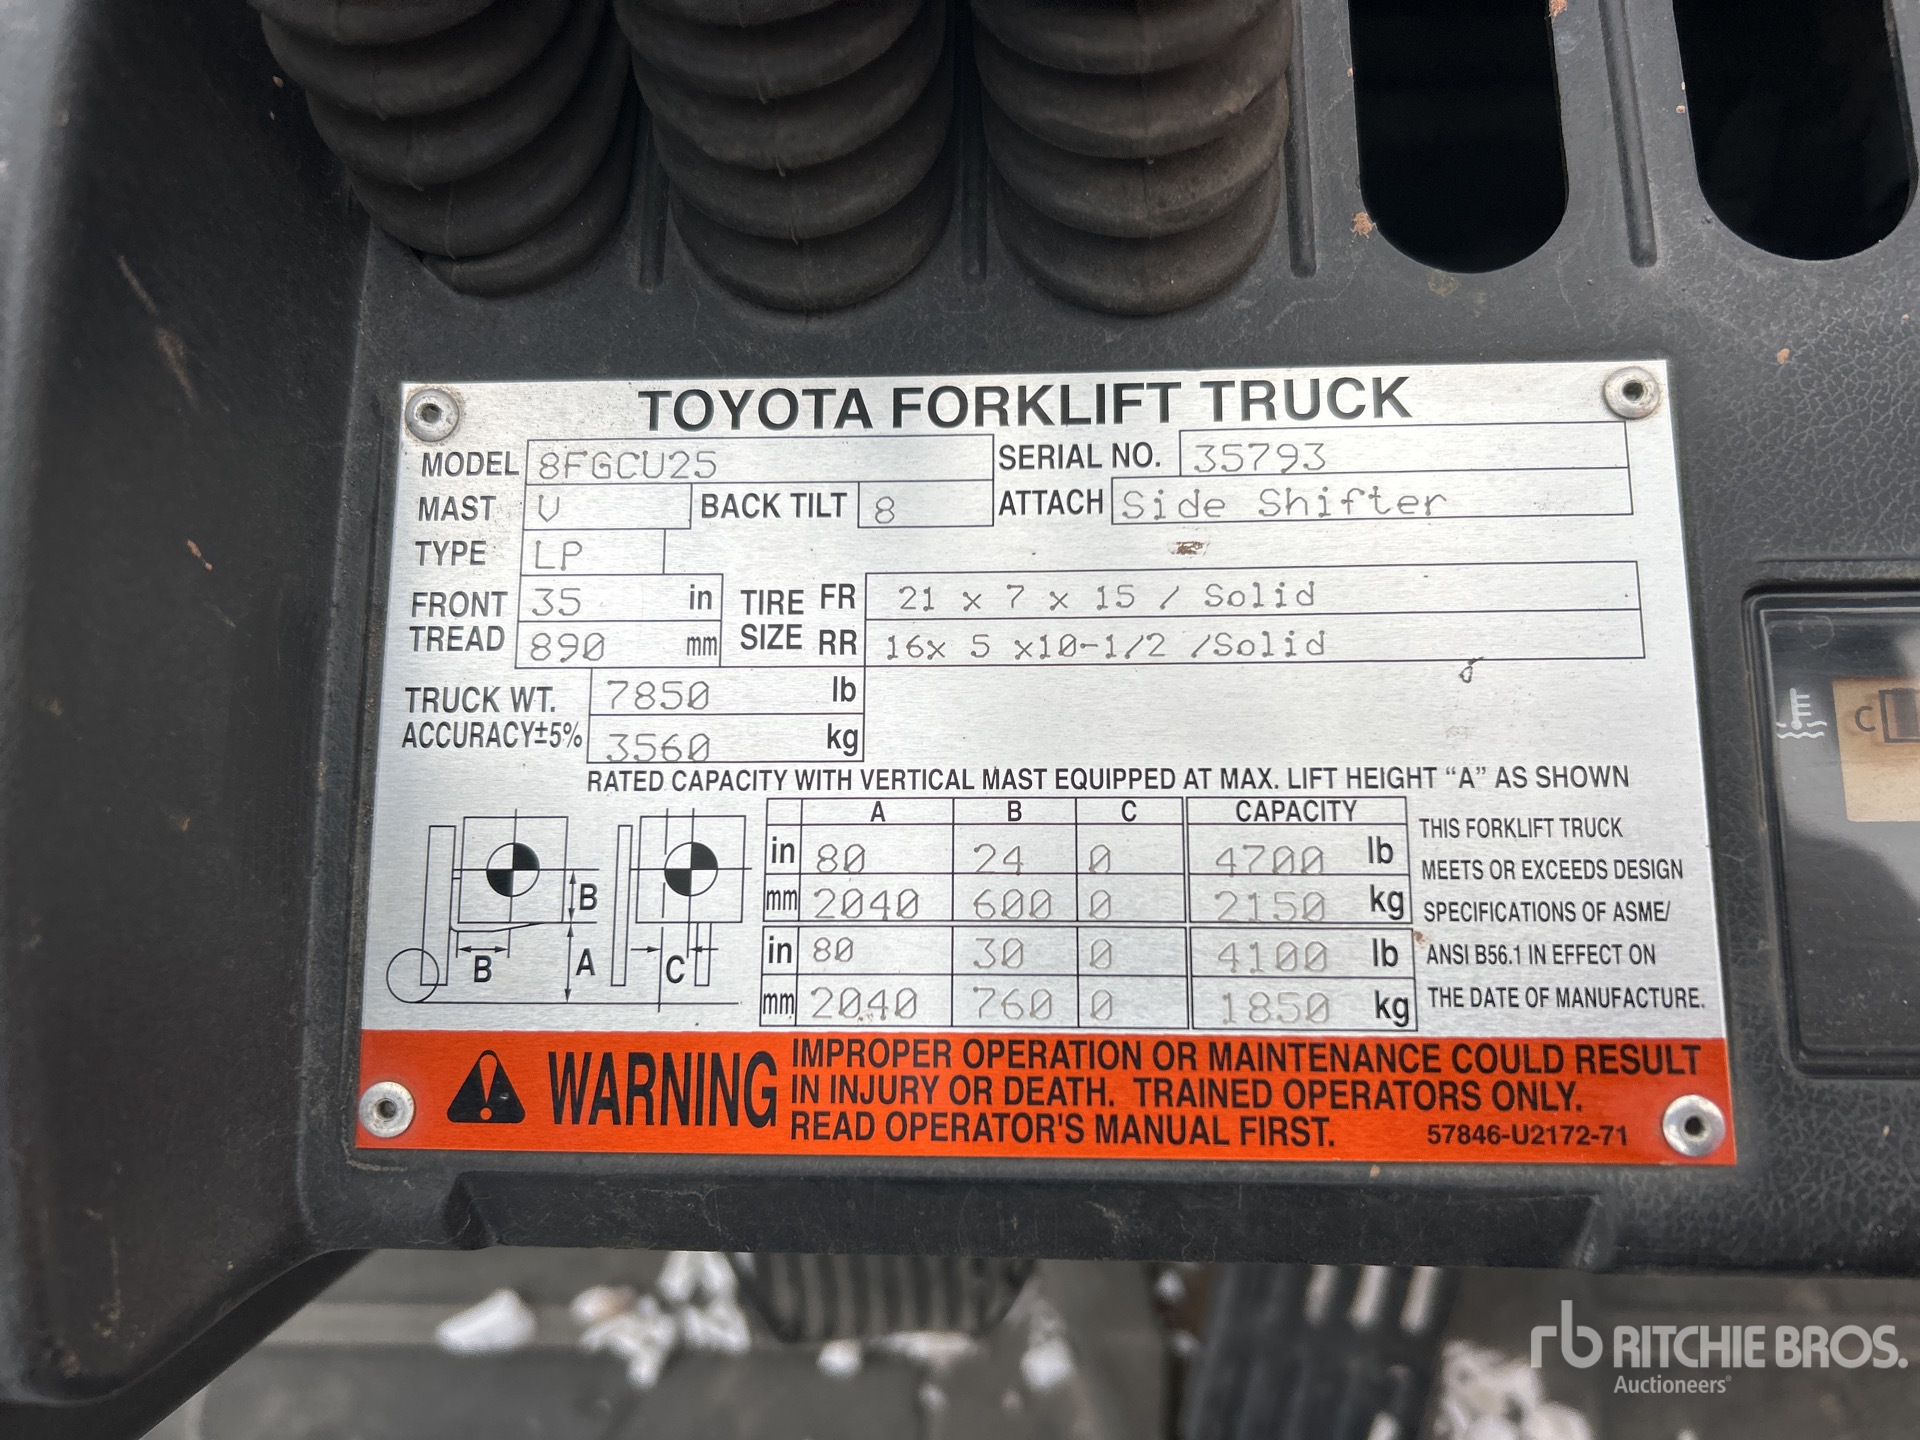 TOYOTA FORKLIFT TRUCK
MODEL 8FGCU25 SERIAL NO. 35793
MAST V BACK TILT 8 ATTACH Side Shifter
TYPE LP
FRONT TREAD 35 in TIRE SIZE FR 21 x 7 x 15 / Solid
890 mm RR 16x 5 x10-1/2 /Solid
TRUCK WT. 7850 lb
ACCURACY±5% 3560 kg
RATED CAPACITY WITH VERTICAL MAST EQUIPPED AT MAX. LIFT HEIGHT “A” AS SHOWN
A B C CAPACITY
in 80 24 0 4700 lb
mm 2040 600 0 2150 kg
in 80 30 0 4100 lb
mm 2040 760 0 1850 kg
B
B A C
THIS FORKLIFT TRUCK
MEETS OR EXCEEDS DESIGN
SPECIFICATIONS OF ASME/
ANSI B56.1 IN EFFECT ON
THE DATE OF MANUFACTURE.
WARNING
IMPROPER OPERATION OR MAINTENANCE COULD RESULT
IN INJURY OR DEATH. TRAINED OPERATORS ONLY.
READ OPERATOR'S MANUAL FIRST. 57846-U2172-71
C
rb RITCHIE BROS.
Auctioneers